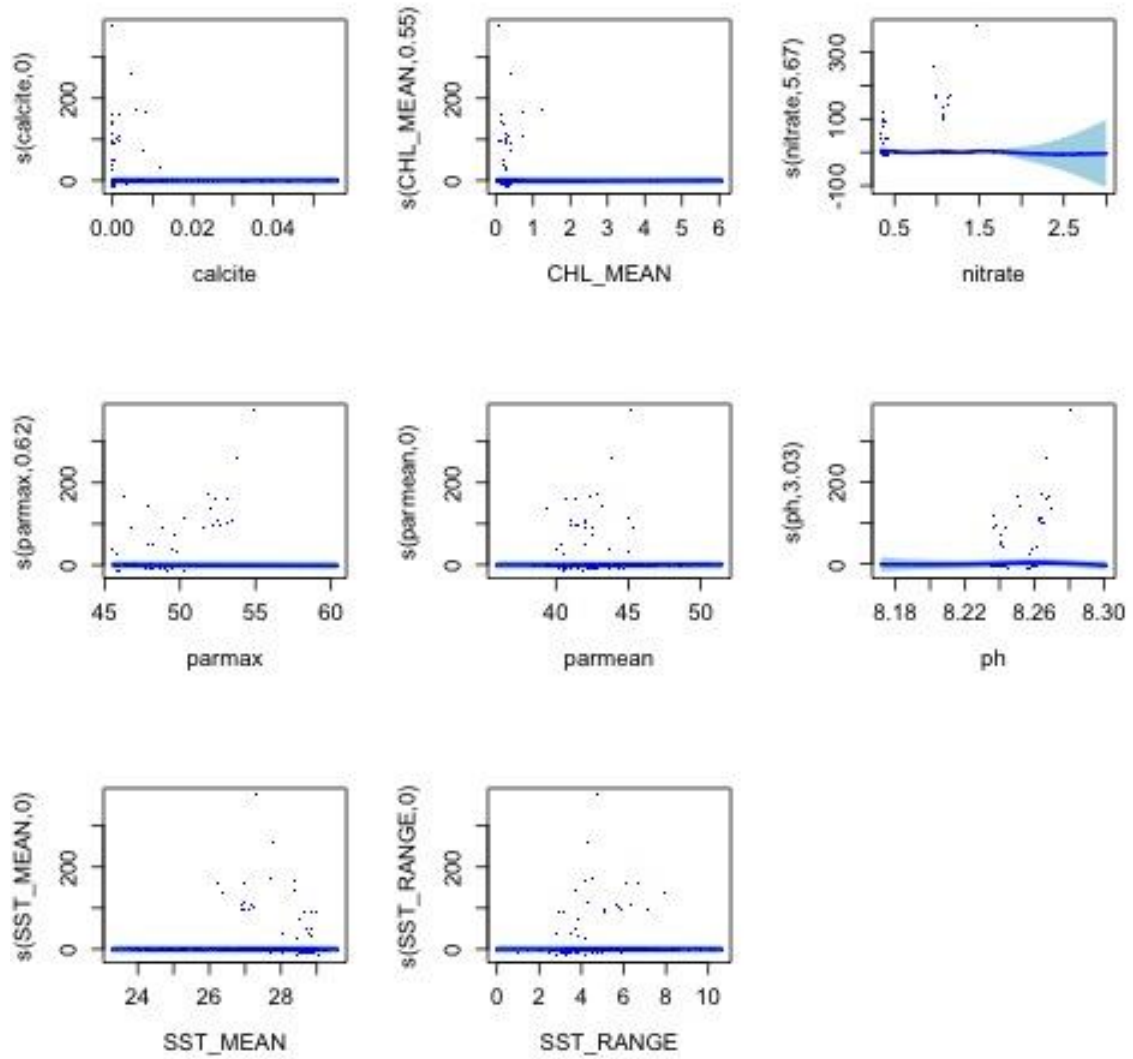 s(calcite,0)
200
0
0.00 0.02 0.04
calcite
s(CHL_MEAN,0.55)
200
0
0 1 2 3 4 5 6
CHL_MEAN
s(nitrate,5.67)
300
100
-100
0.5 1.5 2.5
nitrate
s(parmax,0.62)
200
0
45 50 55 60
parmax
s(parmean,0)
200
0
40 45 50
parmean
s(ph,3.03)
200
0
8.18 8.22 8.26 8.30
ph
s(SST_MEAN,0)
200
0
24 26 28
SST_MEAN
s(SST_RANGE,0)
200
0
0 2 4 6 8 10
SST_RANGE